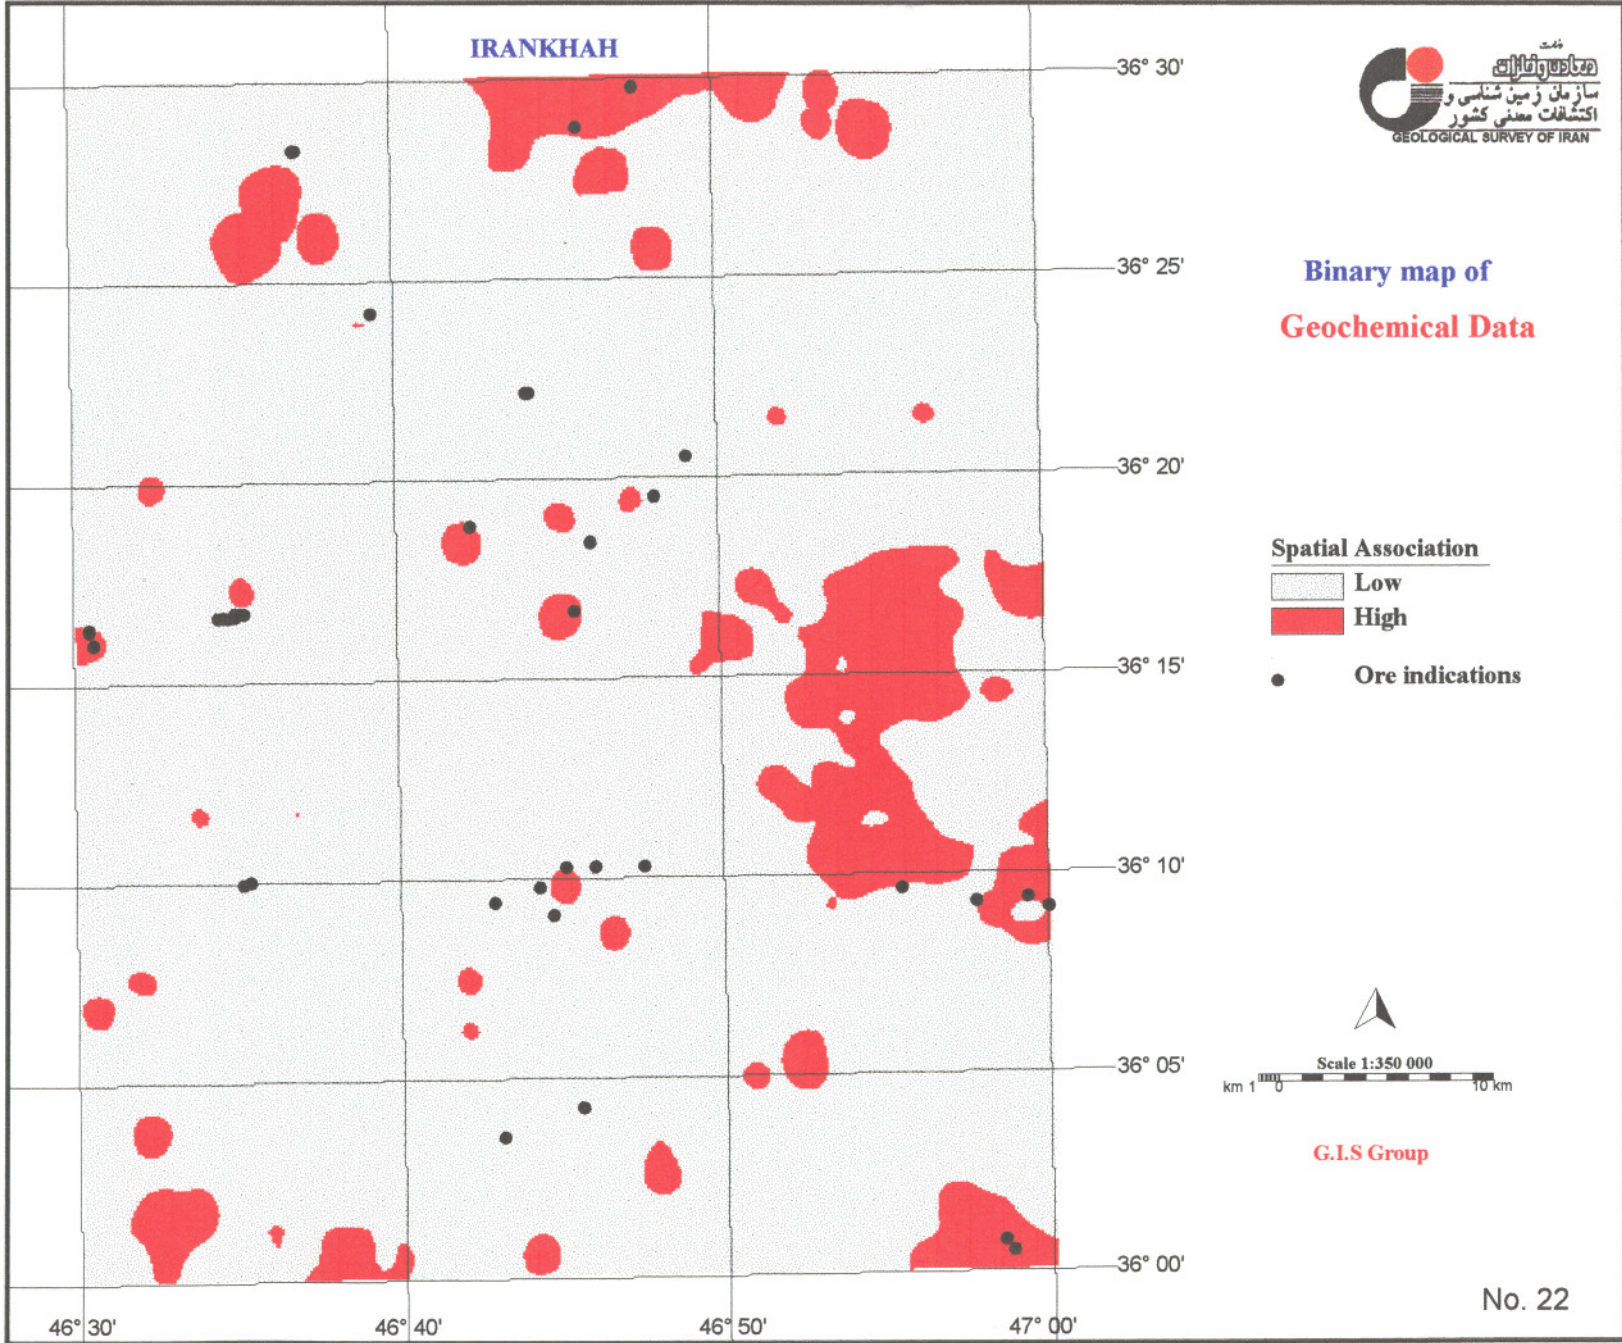 IRANKHAH
سازمان زمین شناسی و
اکتشافات معدنی کشور
GEOLOGICAL SURVEY OF IRAN
Binary map of
Geochemical Data
Spatial Association
Low
High
Ore indications
36° 30'
36° 25'
36° 20'
36° 15'
36° 10'
36° 05'
36° 00'
Scale 1:350 000
km 1 0 10 km
G.I.S Group
No. 22
46° 30' 46° 40' 46° 50' 47° 00'